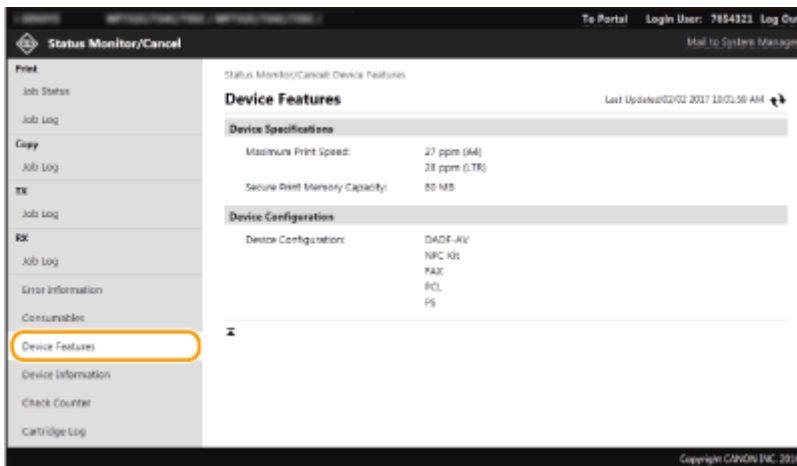 To Portal Login User: 7654321 Log Out
Status Monitor/Cancel
Mail to System Manager
Print
Job Status
Job Log
Copy
Job Log
TX
Job Log
RX
Job Log
Error Information
Consumables
Device Features
Device Information
Check Counter
Cartridge Log
Status Monitor/Cancel: Device Features
Device Features
Last Updated:02/02 2017 10:01:59 AM
Device Specifications
Maximum Print Speed: 27 ppm (A4)
28 ppm (LTR)
Secure Print Memory Capacity: 80 MB
Device Configuration
Device Configuration: DADF-AV
NFC Kit
FAX
PCL
PS
Copyright CANON INC.